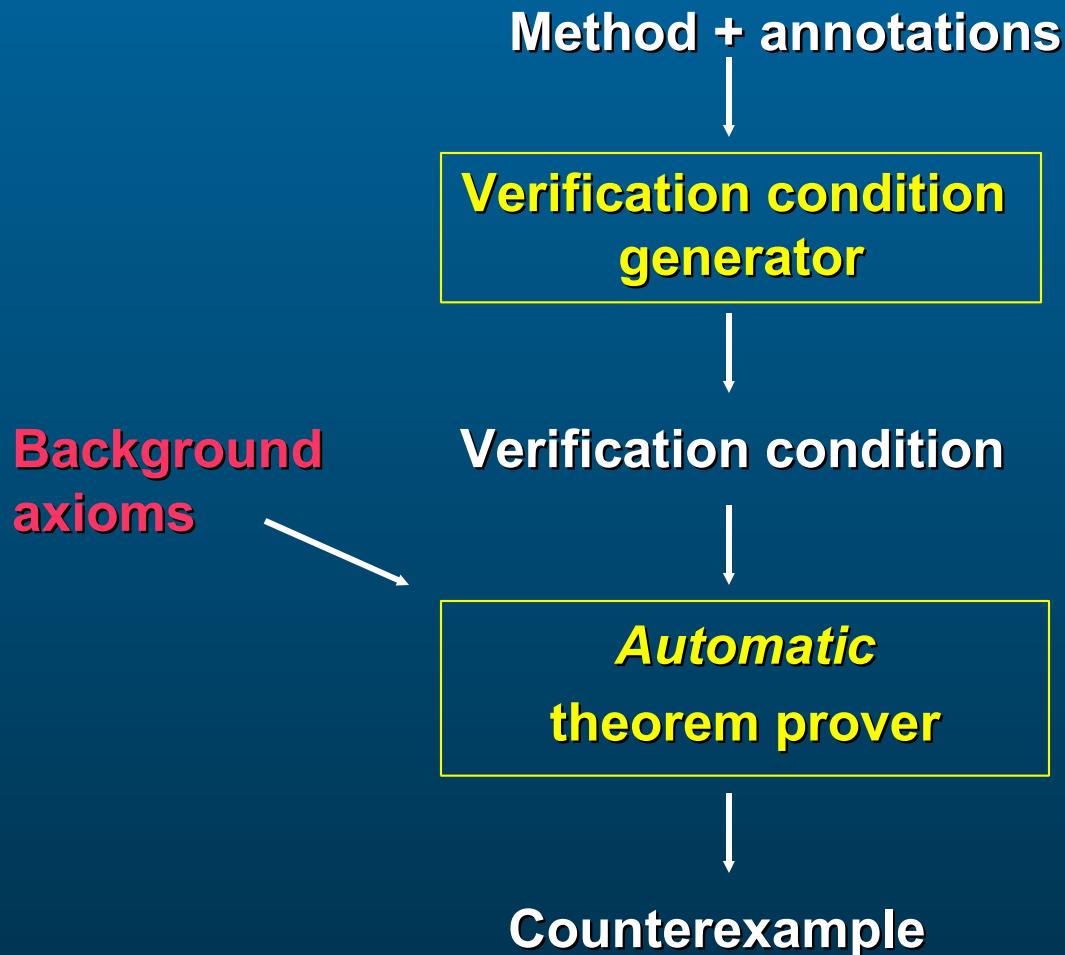 Method + annotations
Verification condition
generator
Background
axioms
Verification condition
Automatic
theorem prover
Counterexample